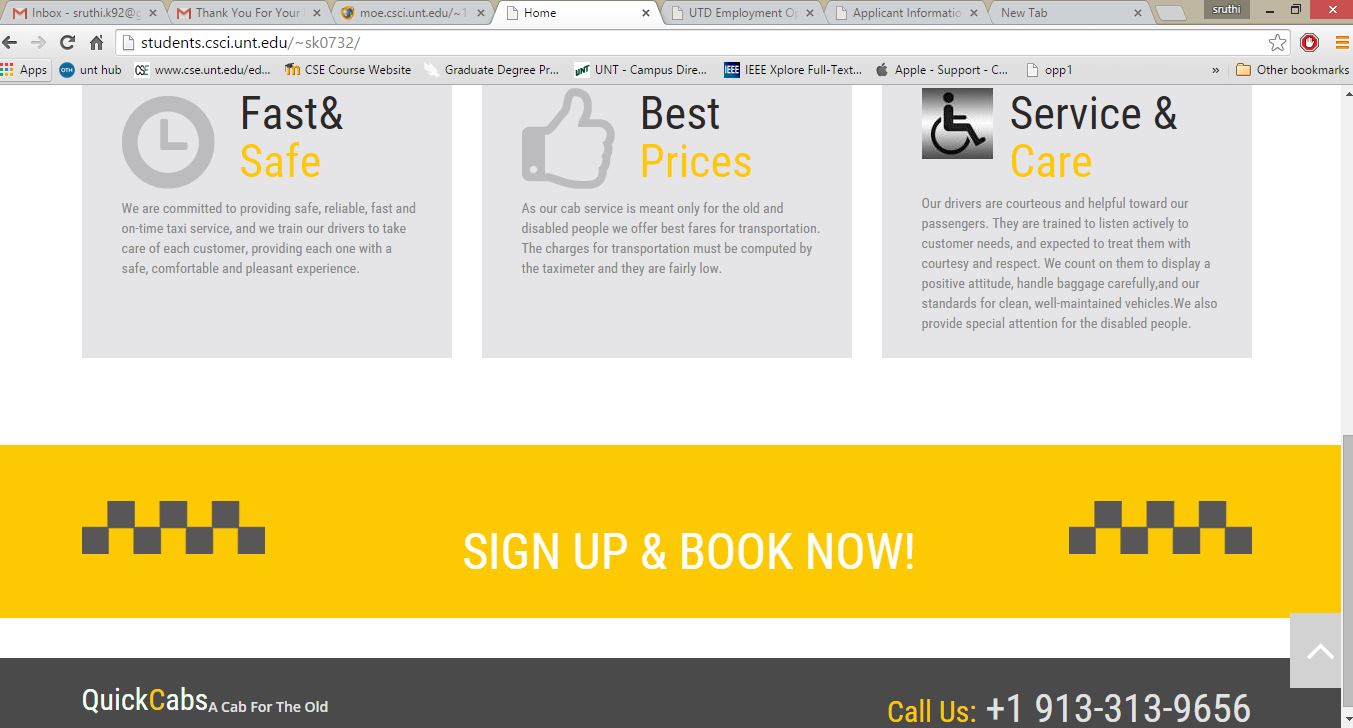 Inbox - sruthi.k92@g
Thank You For Your
moe.csci.unt.edu/~1
Home
UTD Employment Op
Applicant Informatio
New Tab
sruthi
students.csci.unt.edu/~sk0732/
Apps
OTH
unt hub
CSE
www.cse.unt.edu/ed...
CSE Course Website
Graduate Degree Pr...
UNT
UNT - Campus Dire...
IEEE
IEEE Xplore Full-Text...
Apple - Support - C...
opp1
»
Other bookmarks
Fast&
Safe
We are committed to providing safe, reliable, fast and
on-time taxi service, and we train our drivers to take
care of each customer, providing each one with a
safe, comfortable and pleasant experience.
Best
Prices
As our cab service is meant only for the old and
disabled people we offer best fares for transportation.
The charges for transportation must be computed by
the taximeter and they are fairly low.
Service &
Care
Our drivers are courteous and helpful toward our
passengers. They are trained to listen actively to
customer needs, and expected to treat them with
courtesy and respect. We count on them to display a
positive attitude, handle baggage carefully,and our
standards for clean, well-maintained vehicles.We also
provide special attention for the disabled people.
SIGN UP & BOOK NOW!
QuickCabs A Cab For The Old
Call Us: +1 913-313-9656